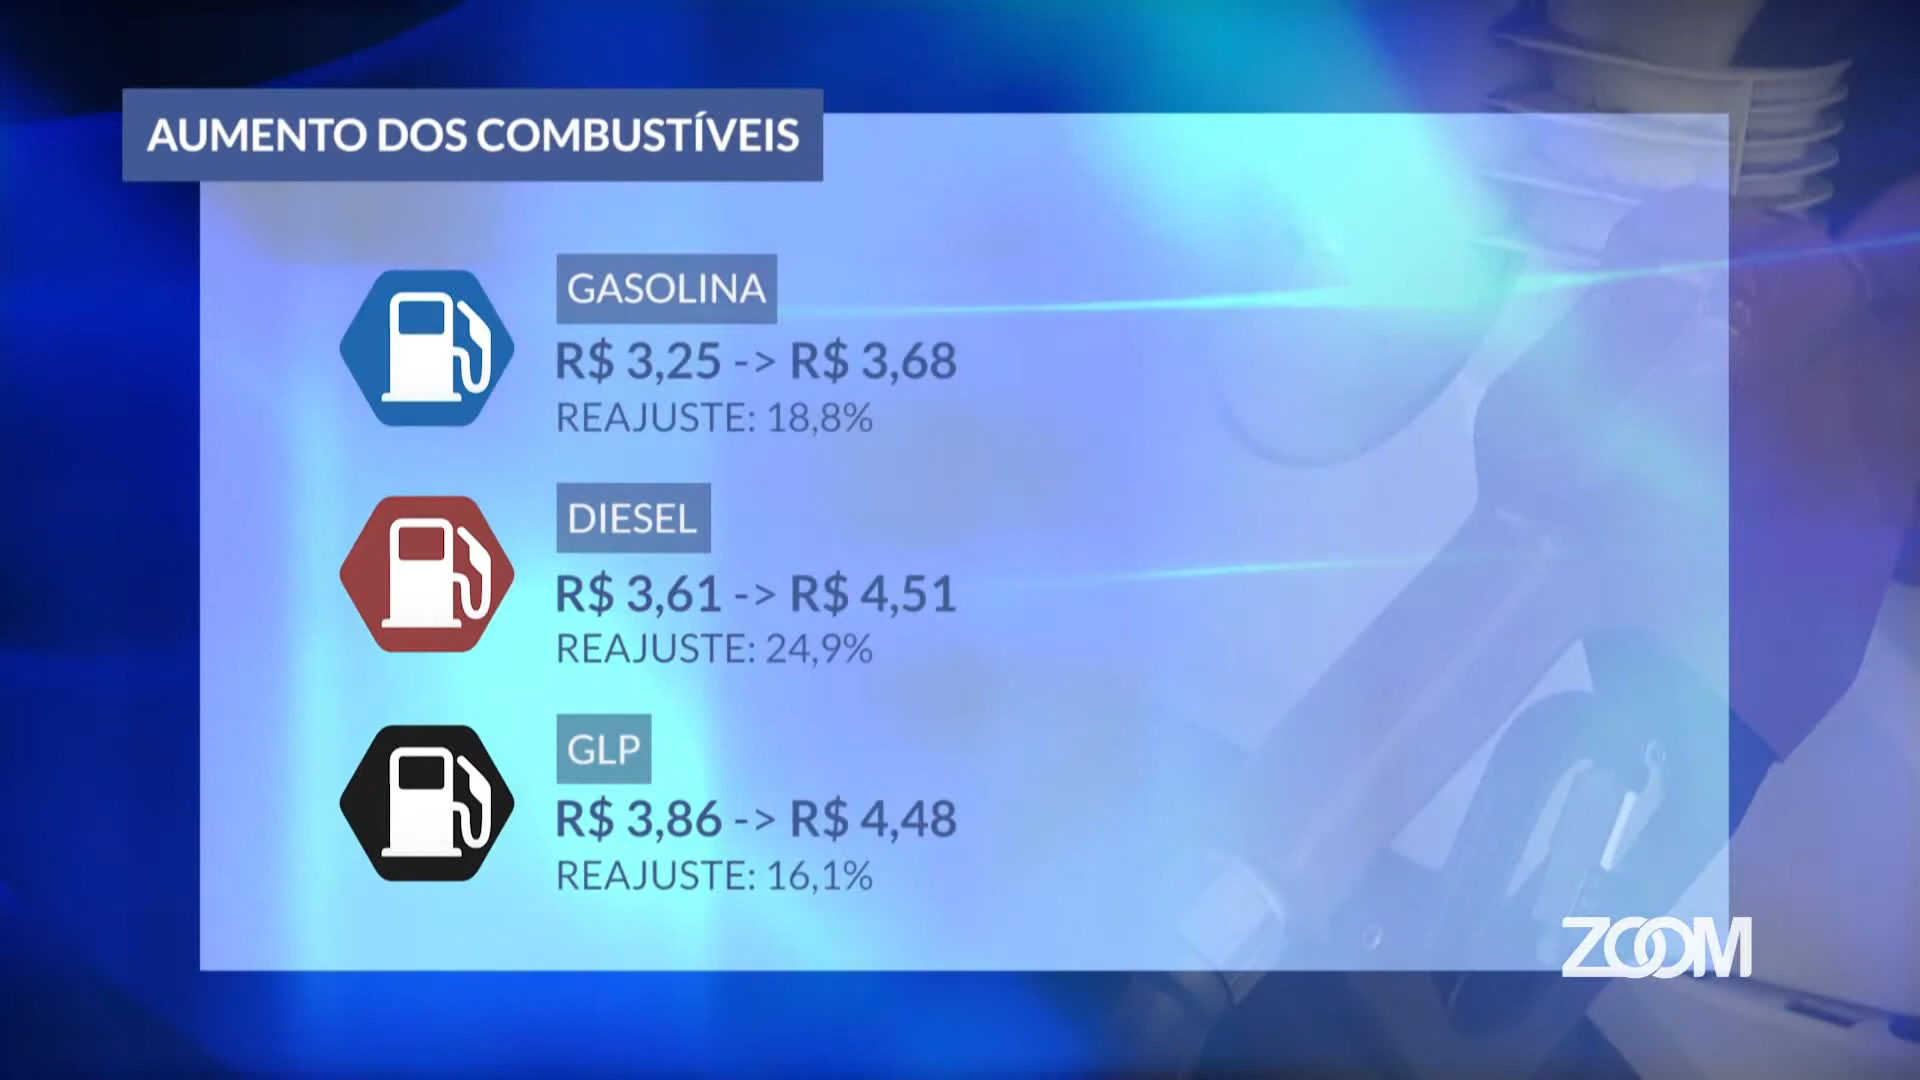 AUMENTO DOS COMBUSTÍVEIS
GASOLINA
R$ 3,25 -> R$ 3,68
REAJUSTE: 18,8%
DIESEL
R$ 3,61 -> R$ 4,51
REAJUSTE: 24,9%
GLP
R$ 3,86 -> R$ 4,48
REAJUSTE: 16,1%
ZOOM